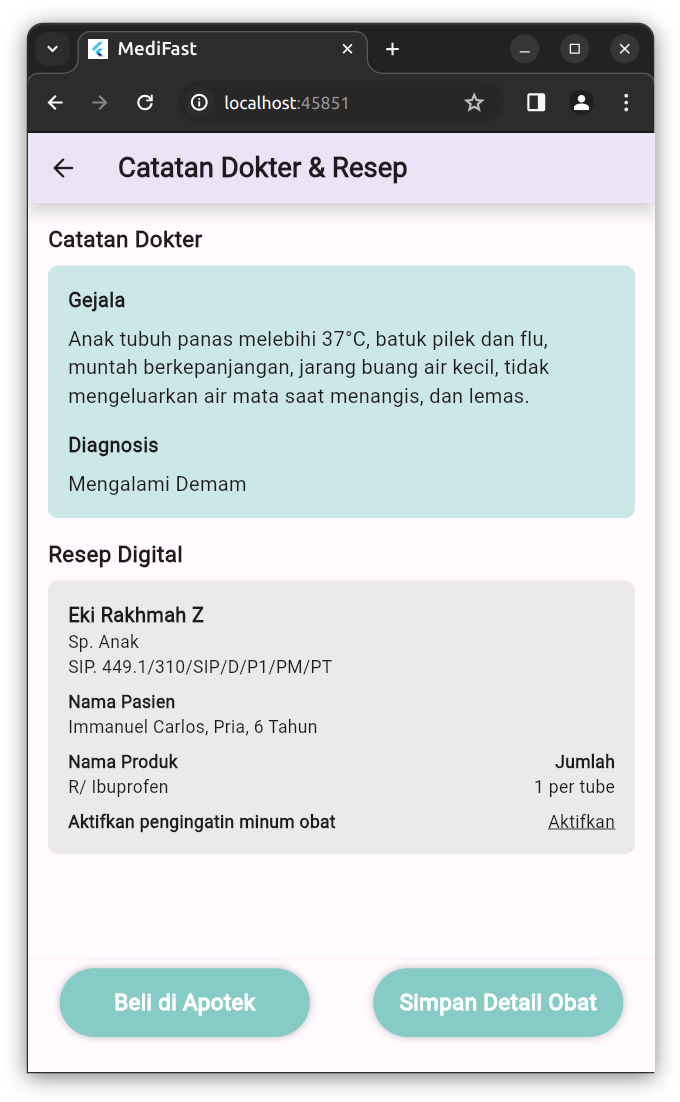 MediFast
localhost:45851
Catatan Dokter & Resep
Catatan Dokter
Gejala
Anak tubuh panas melebihi 37°C, batuk pilek dan flu,
muntah berkepanjangan, jarang buang air kecil, tidak
mengeluarkan air mata saat menangis, dan lemas.
Diagnosis
Mengalami Demam
Resep Digital
Eki Rakhmah Z
Sp. Anak
SIP. 449.1/310/SIP/D/P1/PM/PT
Nama Pasien
Immanuel Carlos, Pria, 6 Tahun
Nama Produk Jumlah
R/ Ibuprofen 1 per tube
Aktifkan pengingatin minum obat Aktifkan
Beli di Apotek Simpan Detail Obat